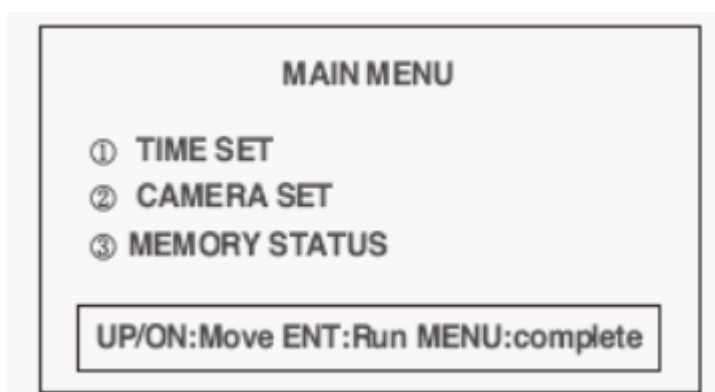 MAIN MENU
① TIME SET
② CAMERA SET
③ MEMORY STATUS
UP/ON:Move ENT:Run MENU:complete